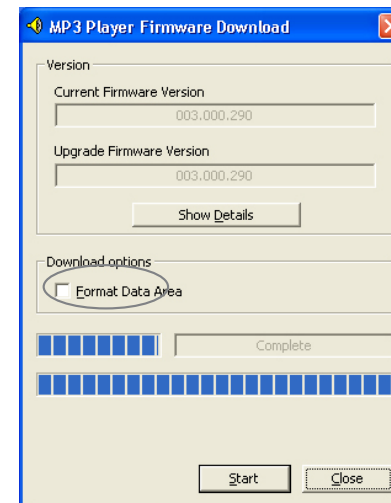 MP3 Player Firmware Download
Version
Current Firmware Version
003.000.290
Upgrade Firmware Version
003.000.290
Show Details
Download options
Format Data Area
Complete
Start
Close